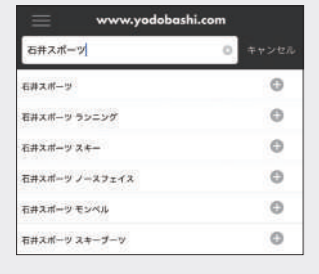 www.yodobashi.com
石井スポーツ キャンセル
石井スポーツ
石井スポーツ ランニング
石井スポーツ スキー
石井スポーツ ノースフェイス
石井スポーツ モンベル
石井スポーツ スキーブーツ